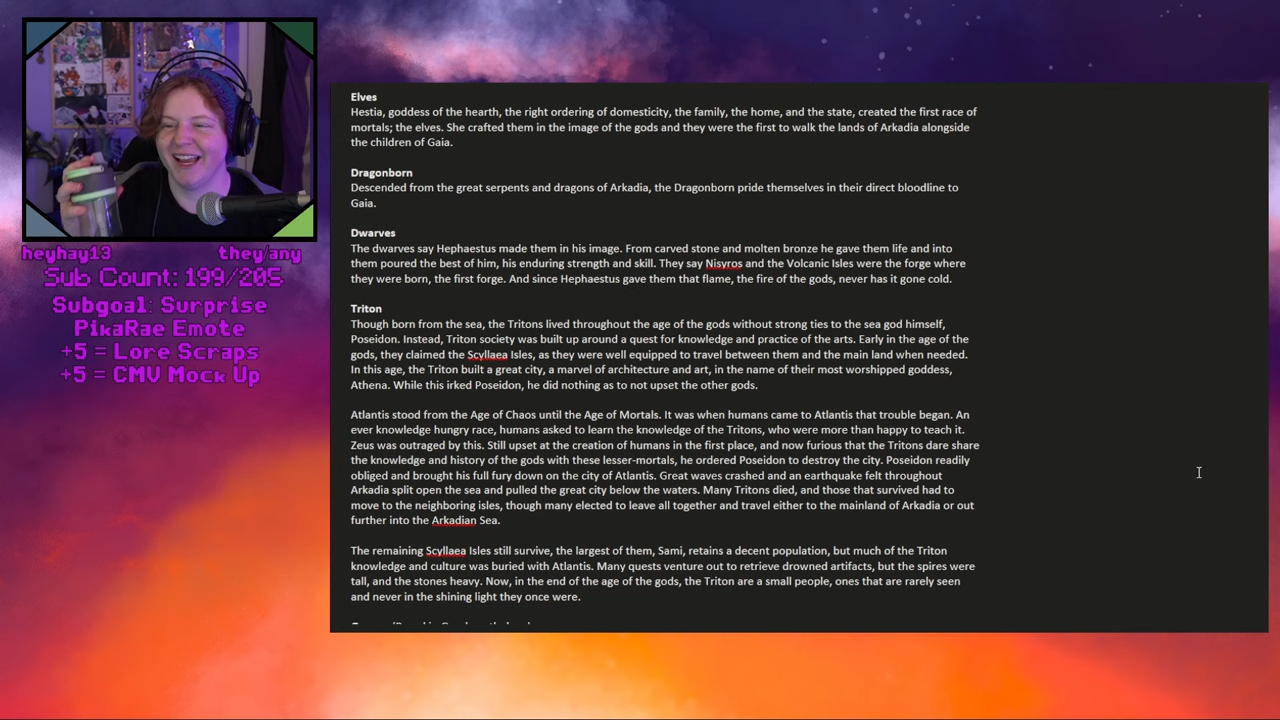 heyhay13 they/any
Sub Count: 199/205
Subgoal: Surprise
PikaRae Emote
+5 = Lore Scraps
+5 = CMV Mock Up
Elves
Hestia, goddess of the hearth, the right ordering of domesticity, the family, the home, and the state, created the first race of
mortals; the elves. She crafted them in the image of the gods and they were the first to walk the lands of Arkadia alongside
the children of Gaia.
Dragonborn
Descended from the great serpents and dragons of Arkadia, the Dragonborn pride themselves in their direct bloodline to
Gaia.
Dwarves
The dwarves say Hephaestus made them in his image. From carved stone and molten bronze he gave them life and into
them poured the best of him, his enduring strength and skill. They say Nisyros and the Volcanic Isles were the forge where
they were born, the first forge. And since Hephaestus gave them that flame, the fire of the gods, never has it gone cold.
Triton
Though born from the sea, the Tritons lived throughout the age of the gods without strong ties to the sea god himself,
Poseidon. Instead, Triton society was built up around a quest for knowledge and practice of the arts. Early in the age of the
gods, they claimed the Scyllaea Isles, as they were well equipped to travel between them and the main land when needed.
In this age, the Triton built a great city, a marvel of architecture and art, in the name of their most worshipped goddess,
Athena. While this irked Poseidon, he did nothing as to not upset the other gods.
Atlantis stood from the Age of Chaos until the Age of Mortals. It was when humans came to Atlantis that trouble began. An
ever knowledge hungry race, humans asked to learn the knowledge of the Tritons, who were more than happy to teach it.
Zeus was outraged by this. Still upset at the creation of humans in the first place, and now furious that the Tritons dare share
the knowledge and history of the gods with these lesser-mortals, he ordered Poseidon to destroy the city. Poseidon readily
obliged and brought his full fury down on the city of Atlantis. Great waves crashed and an earthquake felt throughout
Arkadia split open the sea and pulled the great city below the waters. Many Tritons died, and those that survived had to
move to the neighboring isles, though many elected to leave all together and travel either to the mainland of Arkadia or out
further into the Arkadian Sea.
The remaining Scyllaea Isles still survive, the largest of them, Sami, retains a decent population, but much of the Triton
knowledge and culture was buried with Atlantis. Many quests venture out to retrieve drowned artifacts, but the spires were
tall, and the stones heavy. Now, in the end of the age of the gods, the Triton are a small people, ones that are rarely seen
and never in the shining light they once were.